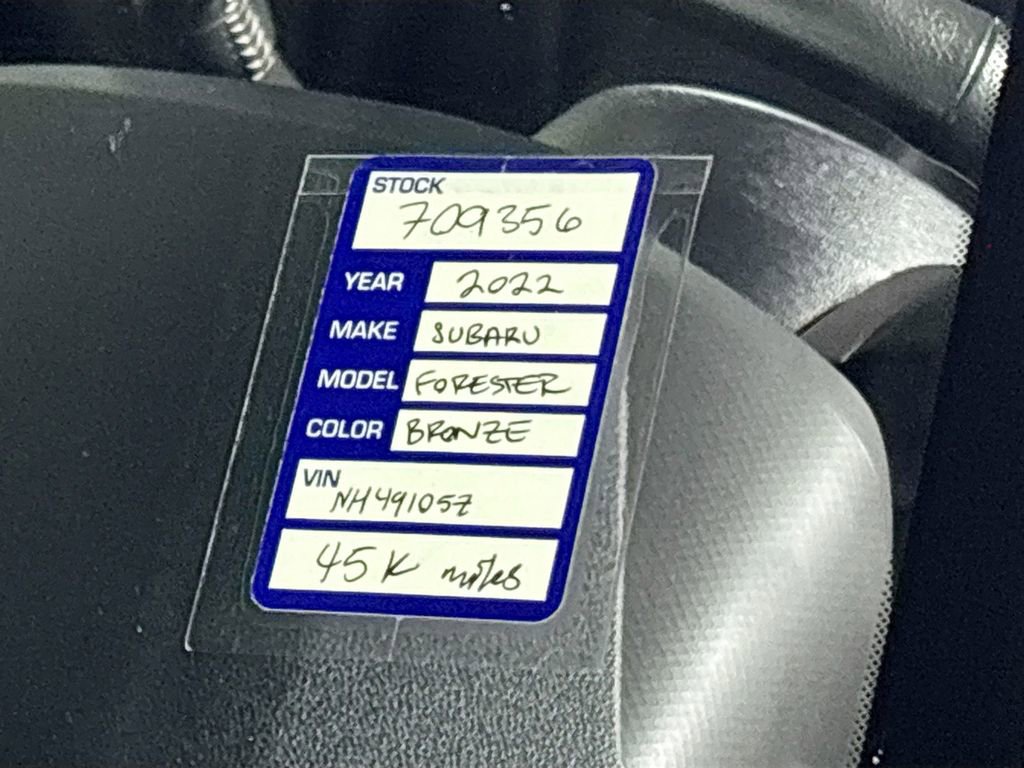 STOCK
709356
YEAR 2022
MAKE SUBARU
MODEL FORESTER
COLOR BRONZE
VIN
NH491057
45K miles